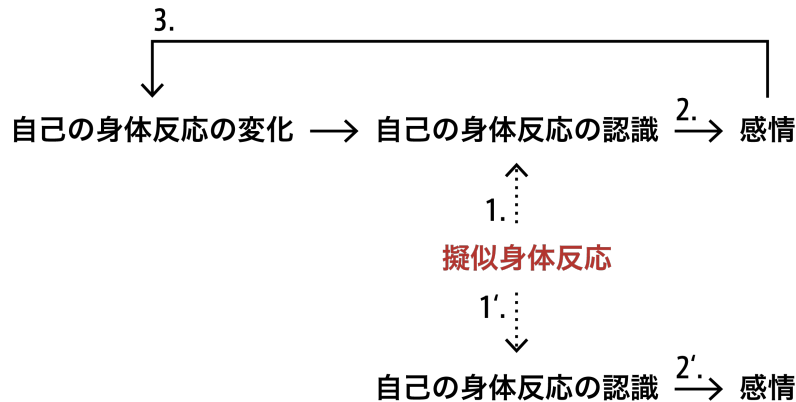 3.
自己の身体反応の変化 → 自己の身体反応の認識 2. → 感情
1.
擬似身体反応
1‘.
自己の身体反応の認識 2‘. → 感情